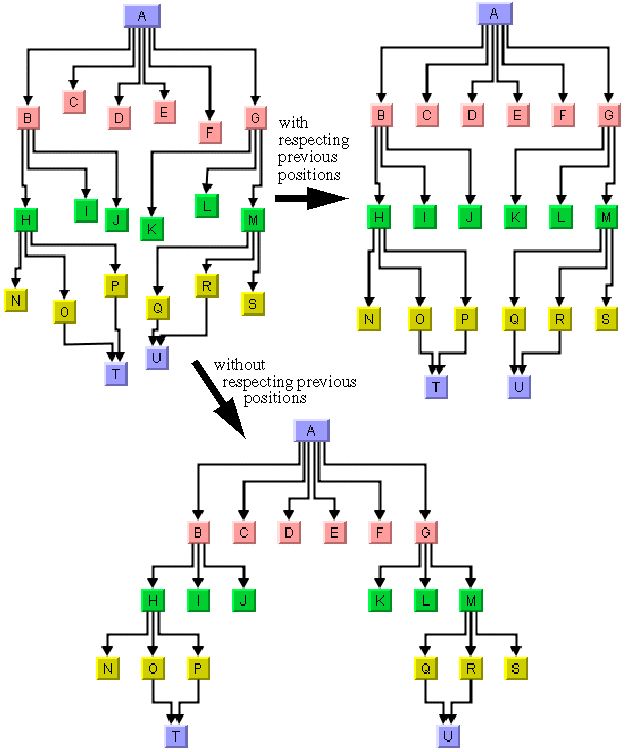 A
B
C
D
E
F
G
H
I
J
K
L
M
N
O
P
Q
R
S
T
U
with
respecting
previous
positions
A
B
C
D
E
F
G
H
I
J
K
L
M
N
O
P
Q
R
S
T
U
without
respecting previous
positions
A
B
C
D
E
F
G
H
I
J
K
L
M
N
O
P
Q
R
S
T
U